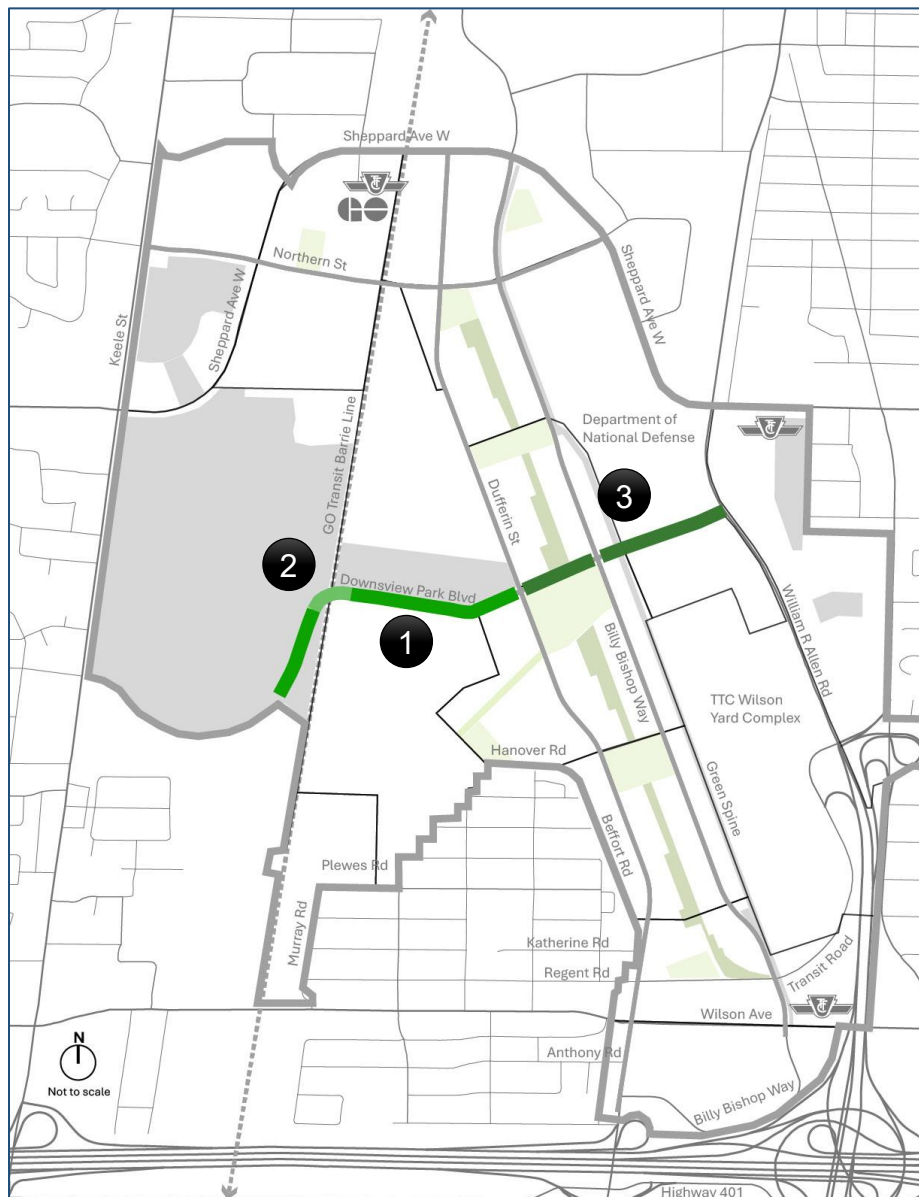 Sheppard Ave W
GO
Northern St
Sheppard Ave W
Keele St
Sheppard Ave W
GO Transit Barrie Line
Department of
National Defense
3
Dufferin St
2
Downsview Park Blvd
1
Billy Bishop Way
William R Allen Rd
TTC Wilson
Yard Complex
Hanover Rd
Green Spine
Beffort Rd
Plewes Rd
Murray Rd
Katherine Rd
Regent Rd
Transit Road
Wilson Ave
N
Not to scale
Anthony Rd
Billy Bishop Way
Highway 401